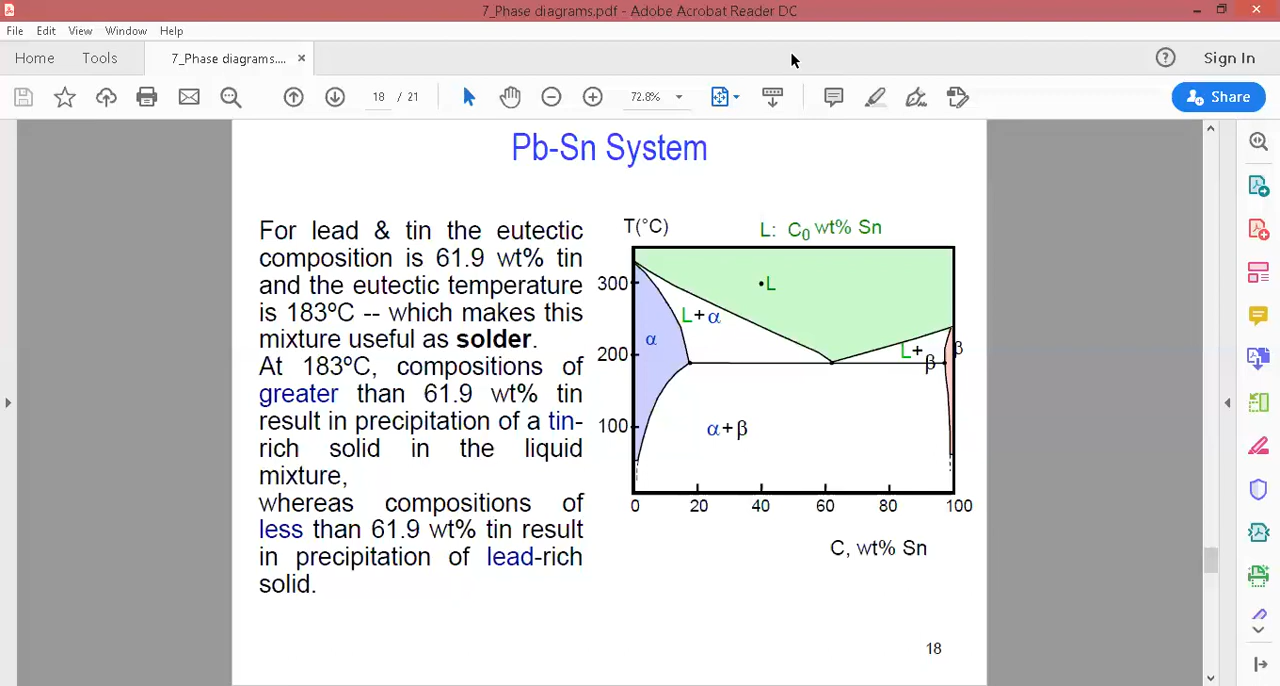 7_Phase diagrams.pdf - Adobe Acrobat Reader DC
File Edit View Window Help
Home Tools 7_Phase diagrams.... × Sign In
18 / 21 72.8% Share
Pb-Sn System
For lead & tin the eutectic
composition is 61.9 wt% tin
and the eutectic temperature
is 183ºC -- which makes this
mixture useful as solder.
At 183ºC, compositions of
greater than 61.9 wt% tin
result in precipitation of a tin-
rich solid in the liquid
mixture,
whereas compositions of
less than 61.9 wt% tin result
in precipitation of lead-rich
solid.
T(°C)
L: C0 wt% Sn
300
L
L+α
α
200
L+
β
β
100
α+β
0 20 40 60 80 100
C, wt% Sn
18